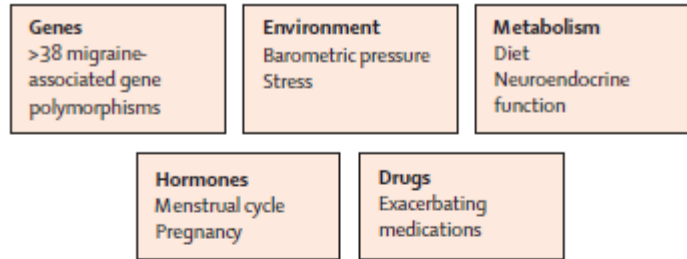 Genes
>38 migraine-
associated gene
polymorphisms
Environment
Barometric pressure
Stress
Metabolism
Diet
Neuroendocrine
function
Hormones
Menstrual cycle
Pregnancy
Drugs
Exacerbating
medications